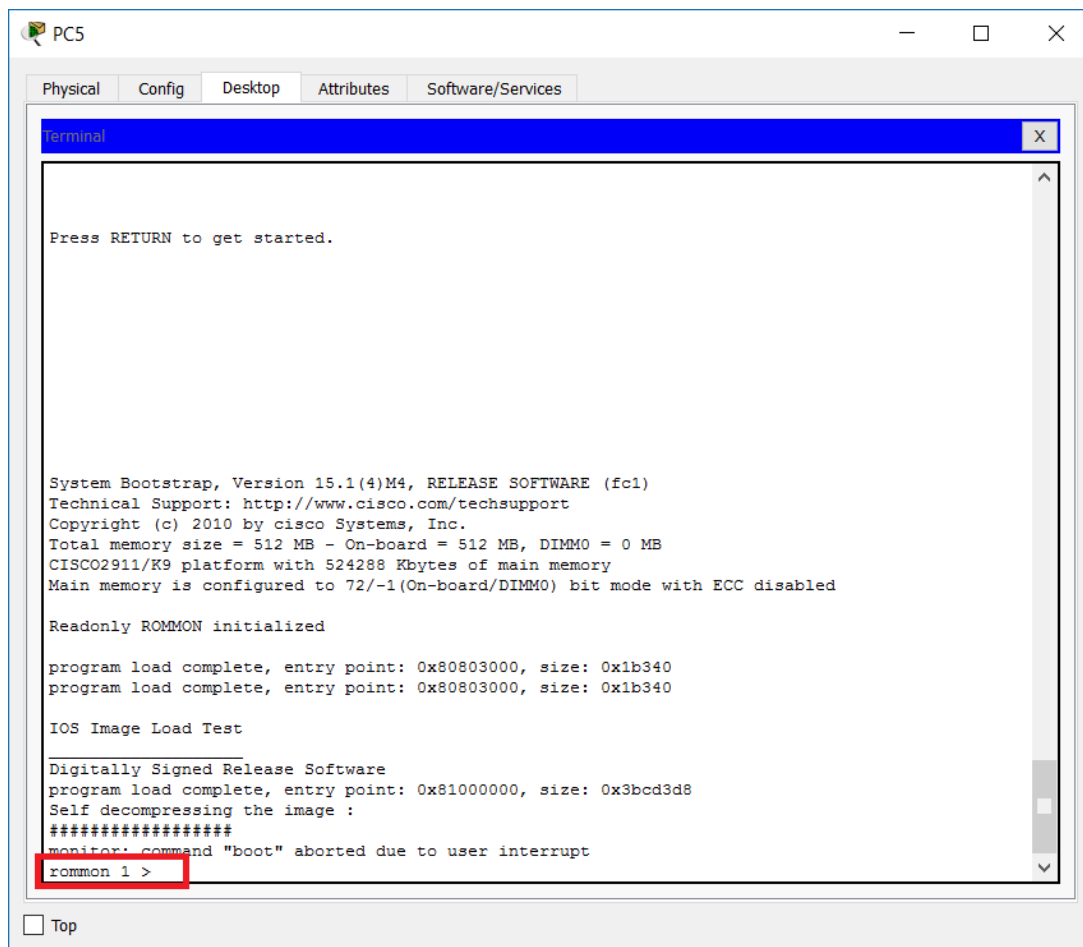 PC5
Physical Config Desktop Attributes Software/Services
Terminal X
Press RETURN to get started.
System Bootstrap, Version 15.1(4)M4, RELEASE SOFTWARE (fc1)
Technical Support: http://www.cisco.com/techsupport
Copyright (c) 2010 by cisco Systems, Inc.
Total memory size = 512 MB - On-board = 512 MB, DIMM0 = 0 MB
CISCO2911/K9 platform with 524288 Kbytes of main memory
Main memory is configured to 72/-1(On-board/DIMM0) bit mode with ECC disabled
Readonly ROMMON initialized
program load complete, entry point: 0x80803000, size: 0x1b340
program load complete, entry point: 0x80803000, size: 0x1b340
IOS Image Load Test
___________________
Digitally Signed Release Software
program load complete, entry point: 0x81000000, size: 0x3bcd3d8
Self decompressing the image :
##################
monitor: command "boot" aborted due to user interrupt
rommon 1 >
Top